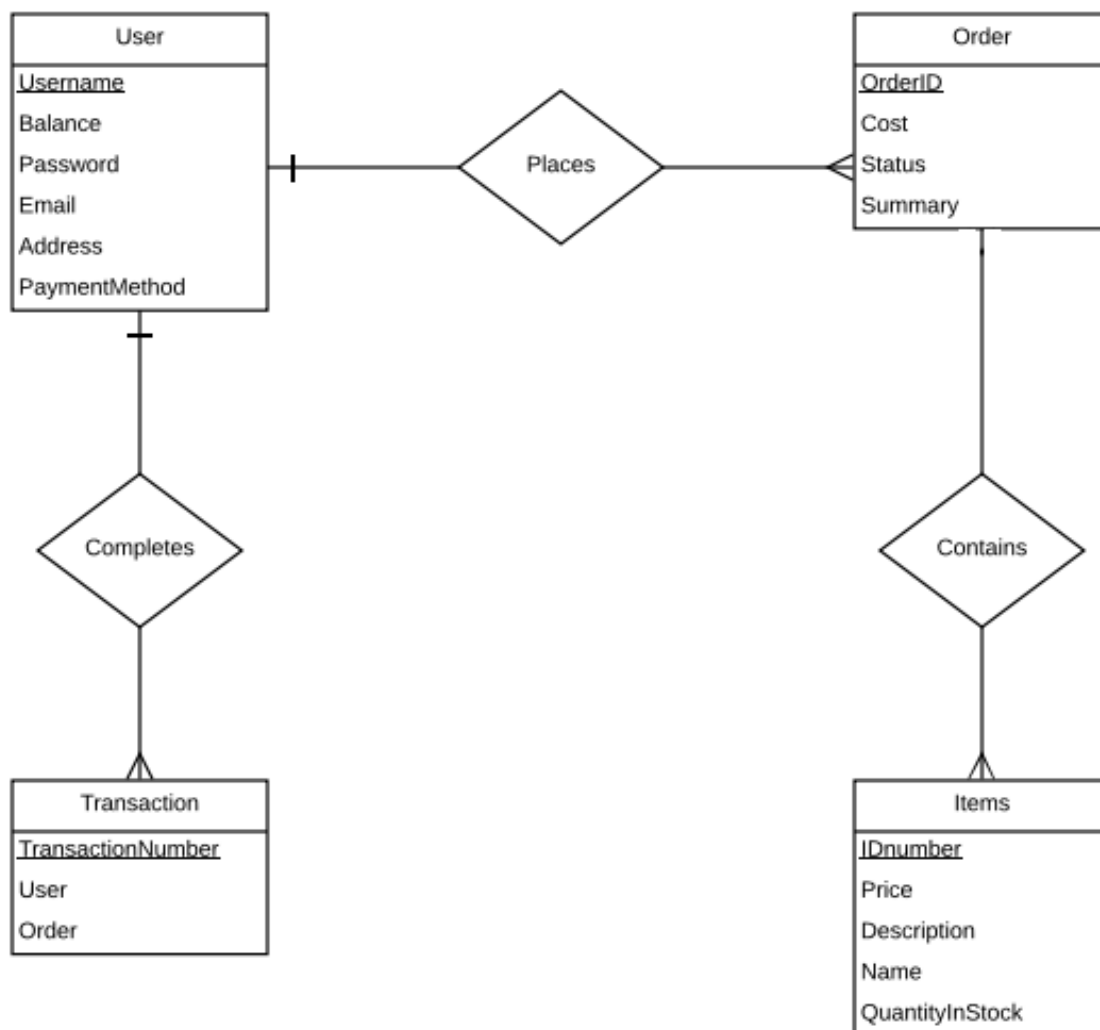 User
Username
Balance
Password
Email
Address
PaymentMethod
Places
Order
OrderID
Cost
Status
Summary
Completes
Contains
Transaction
TransactionNumber
User
Order
Items
IDnumber
Price
Description
Name
QuantityInStock